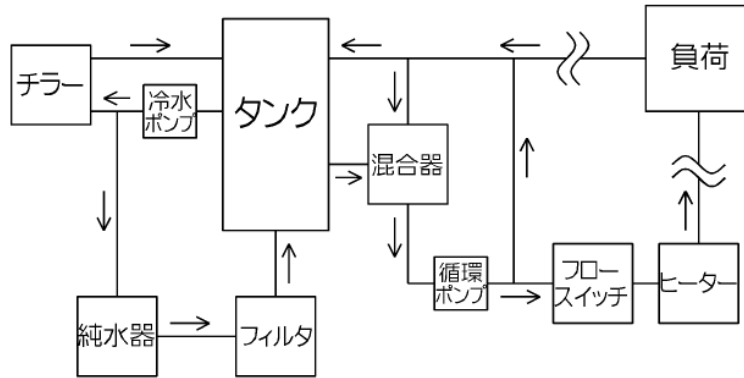 チラー
冷水
ポンプ
タンク
負荷
混合器
循環
ポンプ
フロー
スイッチ
ヒーター
純水器
フィルタ